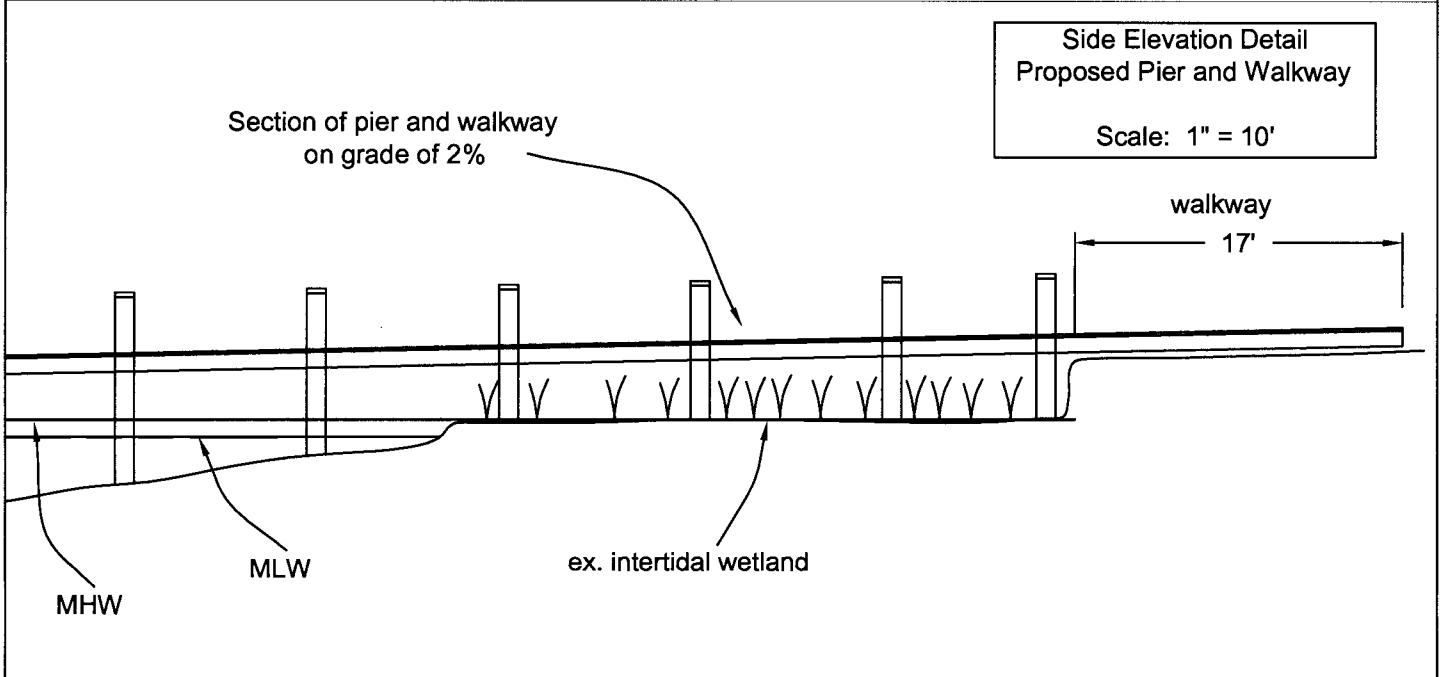 Side Elevation Detail
Proposed Pier and Walkway
Scale: 1" = 10'
Section of pier and walkway
on grade of 2%
walkway
17'
MLW
ex. intertidal wetland
MHW